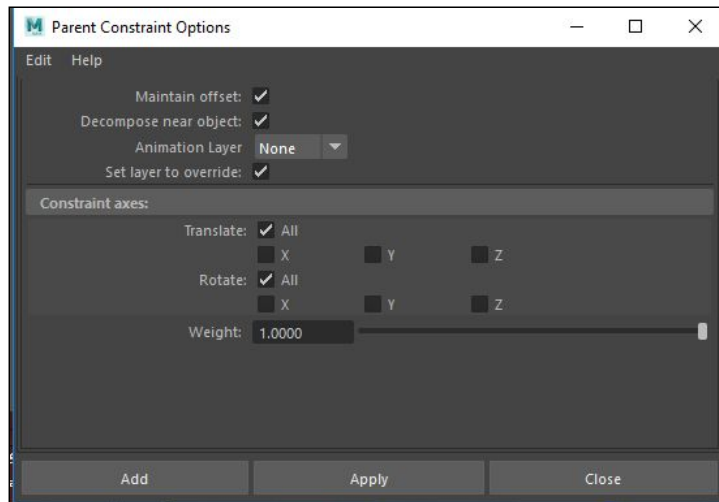 Parent Constraint Options
Edit Help
Maintain offset:
Decompose near object:
Animation Layer None
Set layer to override:
Constraint axes:
Translate: All
X Y Z
Rotate: All
X Y Z
Weight: 1.0000
Add Apply Close